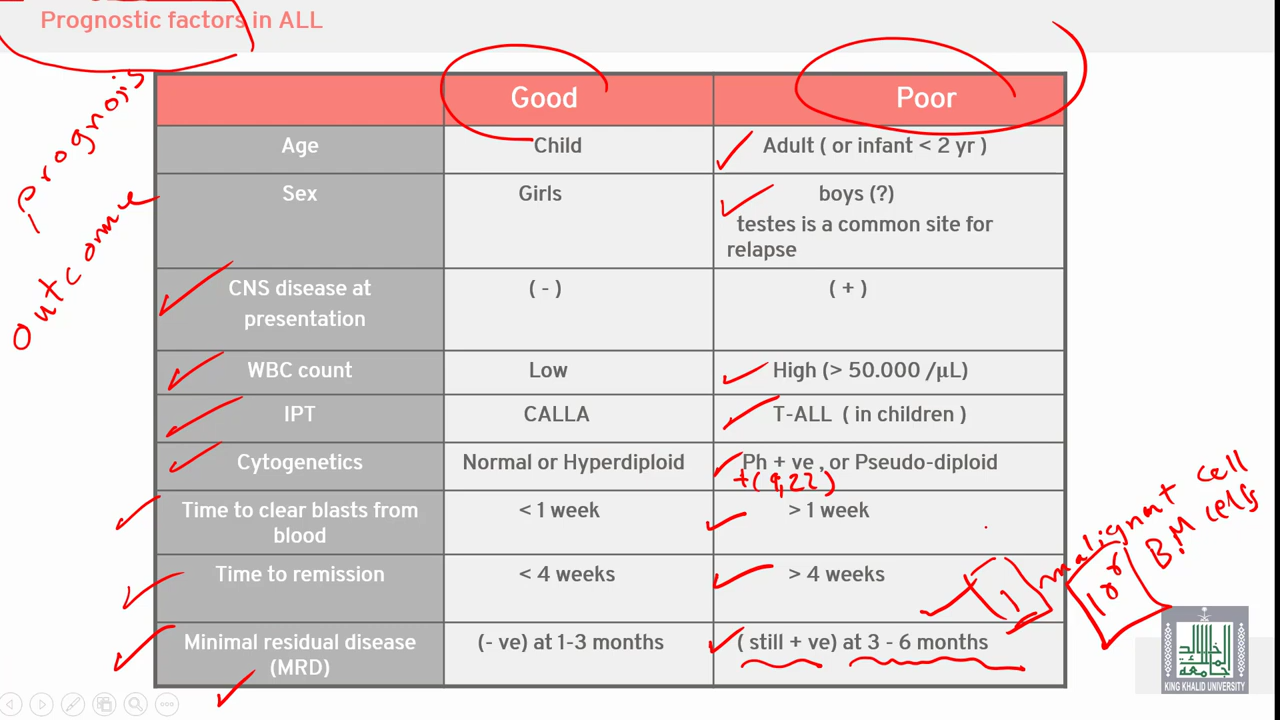 Prognostic factors in ALL
Prognosis
Outcome
Good Poor
Age Child Adult ( or infant < 2 yr )
Sex Girls boys (?)
testes is a common site for
relapse
CNS disease at
presentation ( - ) ( + )
WBC count Low High (> 50.000 /µL)
IPT CALLA T-ALL ( in children )
Cytogenetics Normal or Hyperdiploid Ph + ve , or Pseudo-diploid
t(9,22)
Time to clear blasts from
blood < 1 week > 1 week
Time to remission < 4 weeks > 4 weeks
1 malignant cell
BM cells
Minimal residual disease
(MRD) (- ve) at 1-3 months ( still + ve) at 3 - 6 months
KING KHALID UNIVERSITY